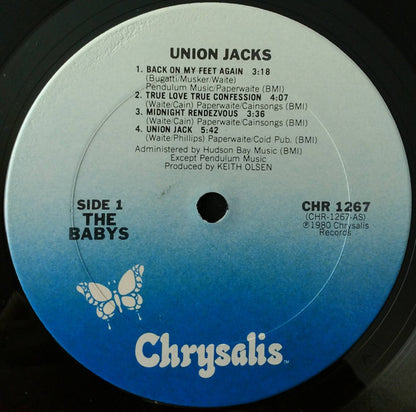 UNION JACKS
1. BACK ON MY FEET AGAIN 3:18
(Bugatti/Musker/Waite)
Pendulum Music/Paperwaite (BMI)
2. TRUE LOVE TRUE CONFESSION 4:07
(Waite/Cain) Paperwaite/Cainsongs (BMI)
3. MIDNIGHT RENDEZVOUS 3:36
(Waite/Cain) Paperwaite/Cainsongs (BMI)
4. UNION JACK 5:42
(Waite/Phillips) Paperwaite/Cold Pub. (BMI)
Administered by Hudson Bay Music (BMI)
Except Pendulum Music
Produced by KEITH OLSEN
SIDE 1
THE
BABYS
CHR 1267
(CHR-1267-AS)
℗1980 Chrysalis
Records
Chrysalis™